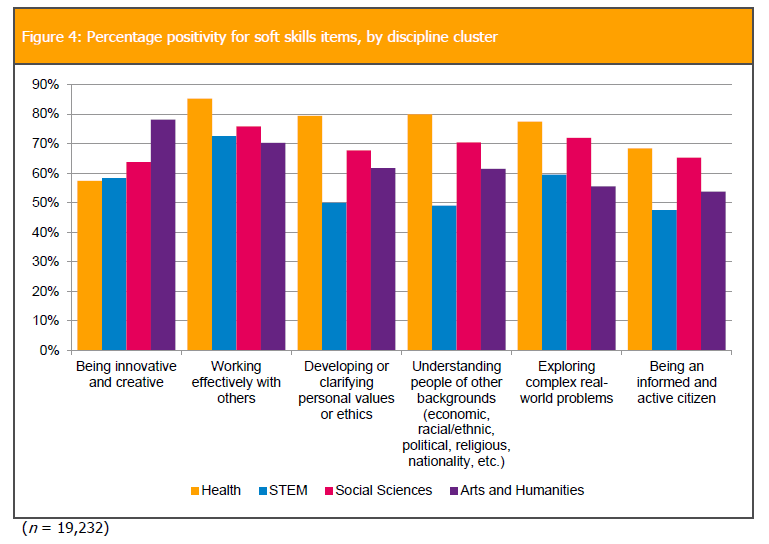 Figure 4: Percentage positivity for soft skills items, by discipline cluster
90%
80%
70%
60%
50%
40%
30%
20%
10%
0%
Being innovative
and creative
Working
effectively with
others
Developing or
clarifying
personal values
or ethics
Understanding
people of other
backgrounds
(economic,
racial/ethnic,
political, religious,
nationality, etc.)
Exploring
complex real-
world problems
Being an
informed and
active citizen
Health STEM Social Sciences Arts and Humanities
(n = 19,232)